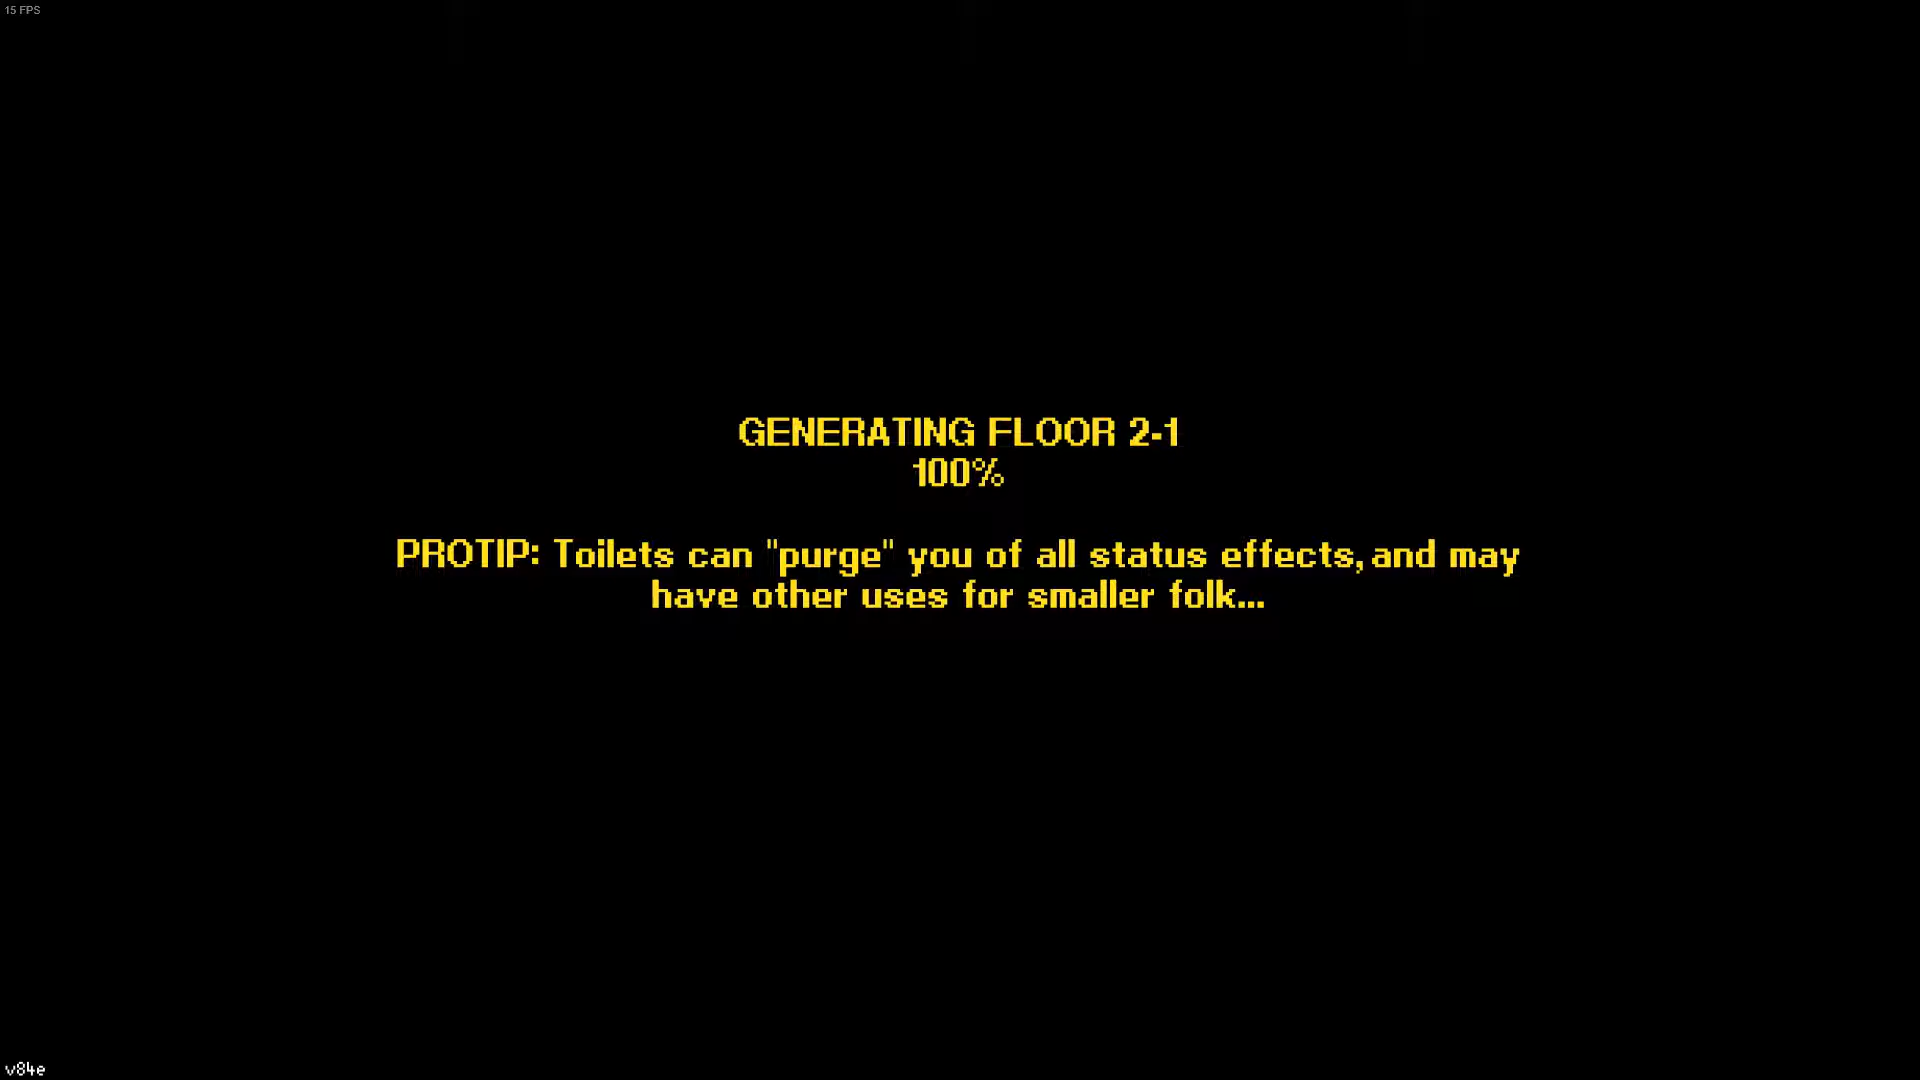 15 FPS
GENERATING FLOOR 2-1
100%
PROTIP: Toilets can "purge" you of all status effects, and may
have other uses for smaller folk...
v84e